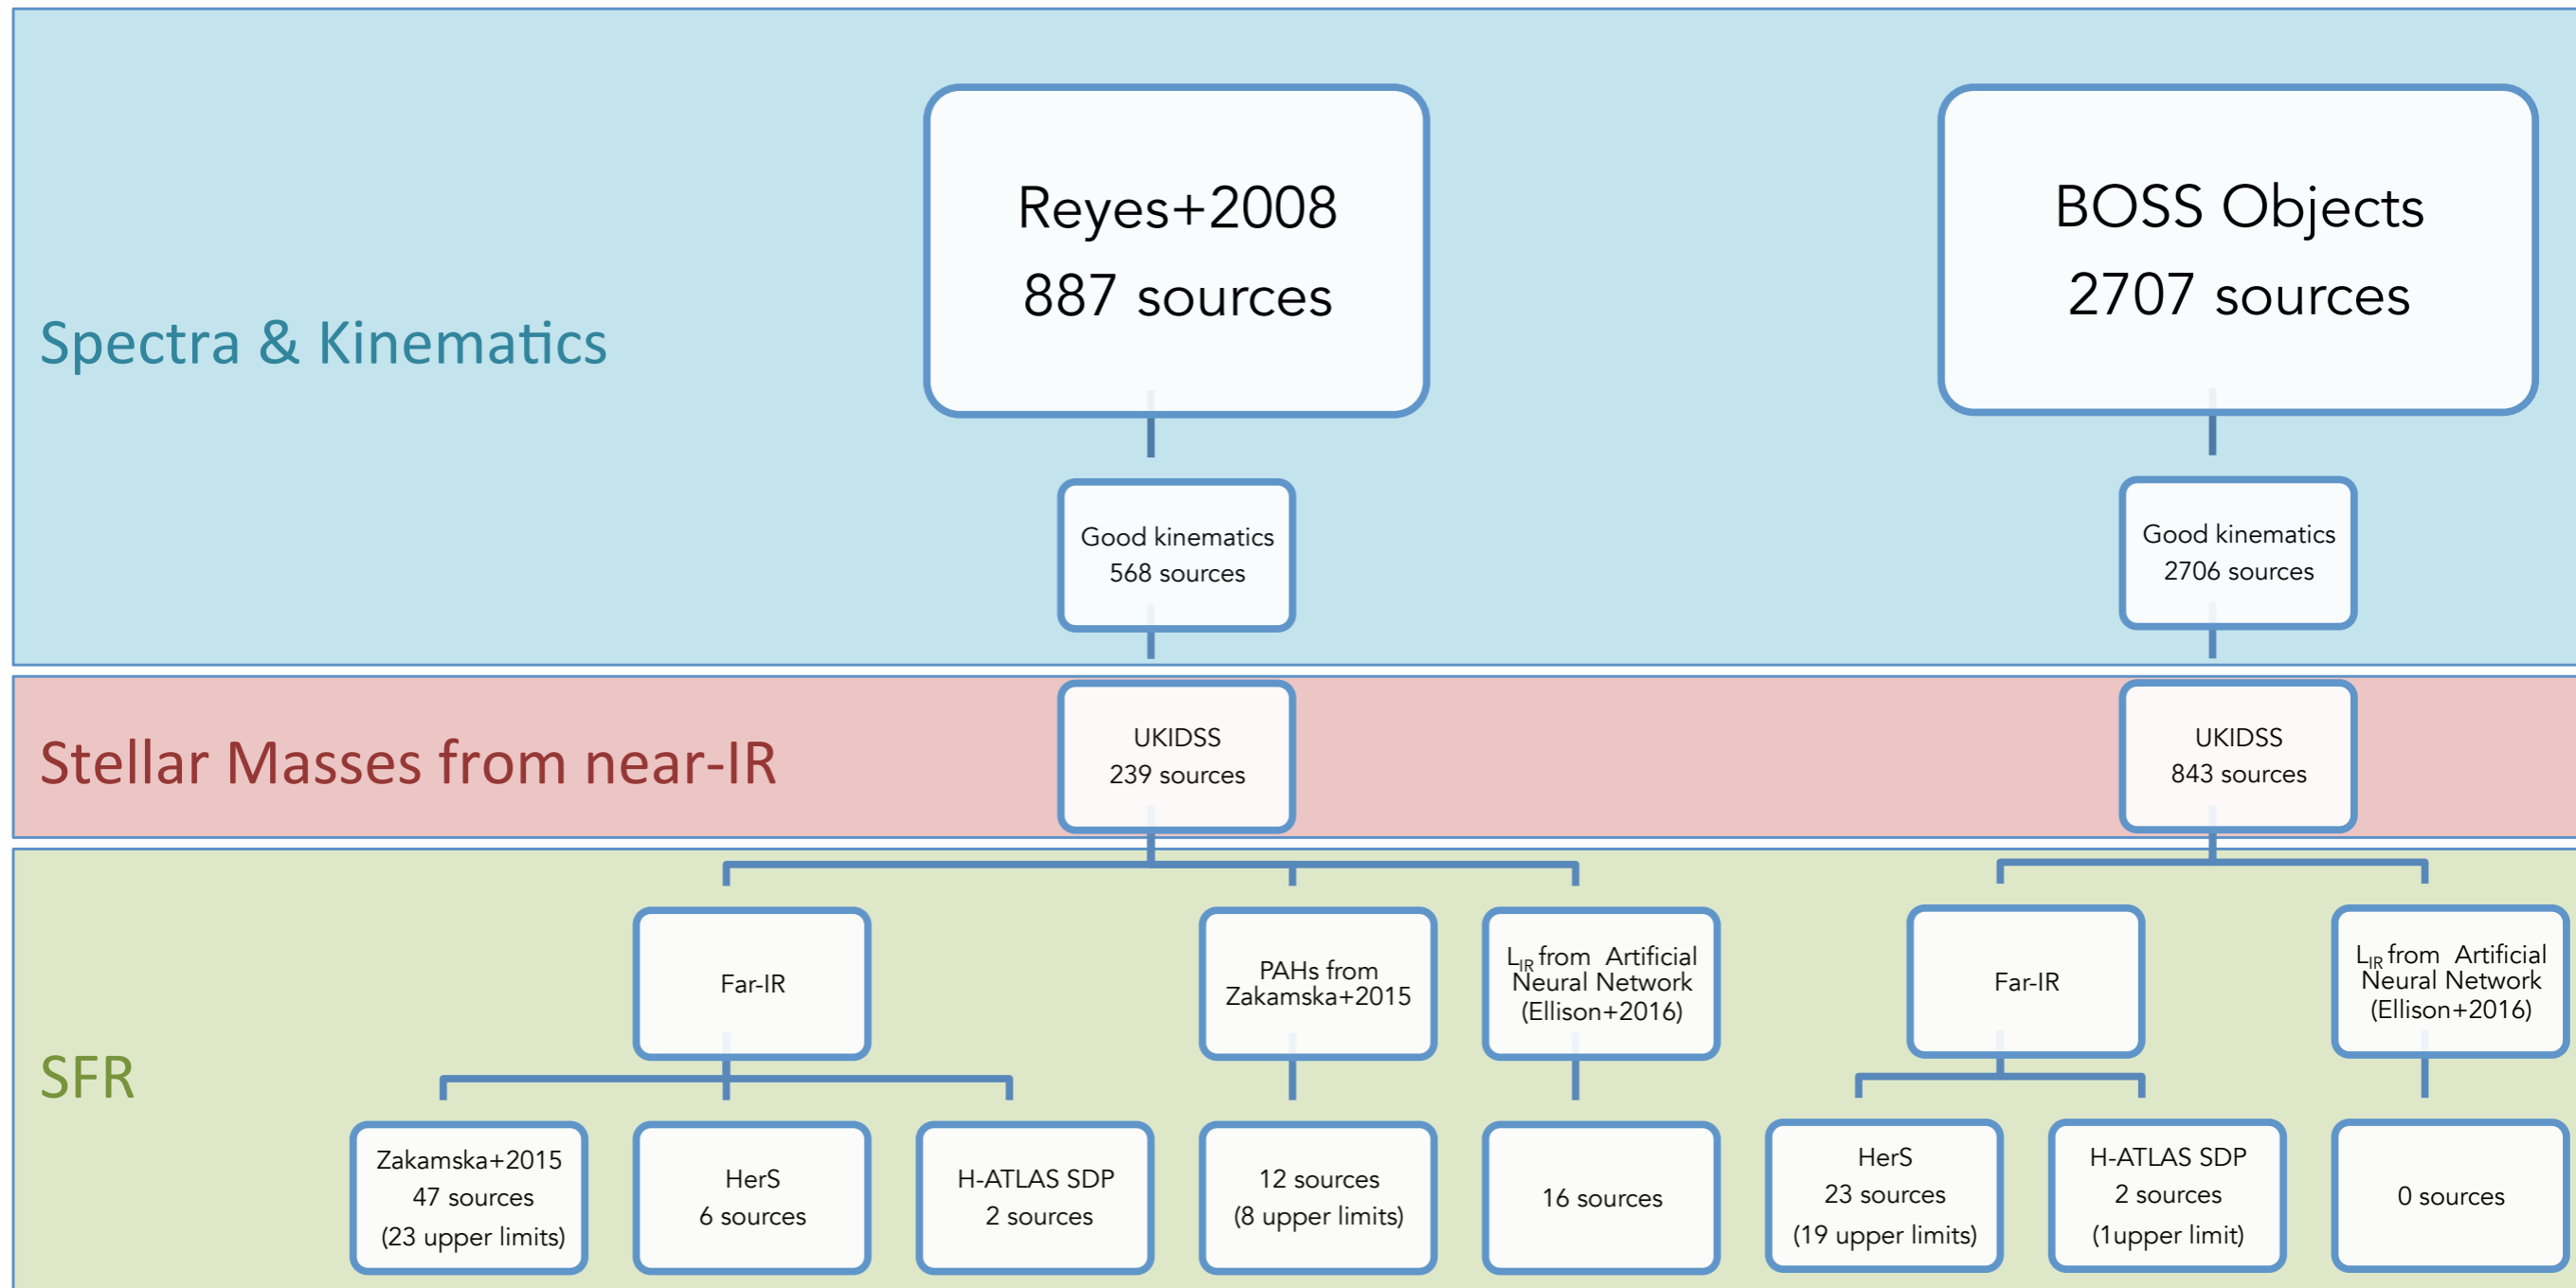 Spectra & Kinematics
Reyes+2008
887 sources
BOSS Objects
2707 sources
Good kinematics
568 sources
Good kinematics
2706 sources
Stellar Masses from near-IR
UKIDSS
239 sources
UKIDSS
843 sources
SFR
Far-IR
PAHs from
Zakamska+2015
LIR from Artificial
Neural Network
(Ellison+2016)
Far-IR
LIR from Artificial
Neural Network
(Ellison+2016)
Zakamska+2015
47 sources
(23 upper limits)
HerS
6 sources
H-ATLAS SDP
2 sources
12 sources
(8 upper limits)
16 sources
HerS
23 sources
(19 upper limits)
H-ATLAS SDP
2 sources
(1upper limit)
0 sources